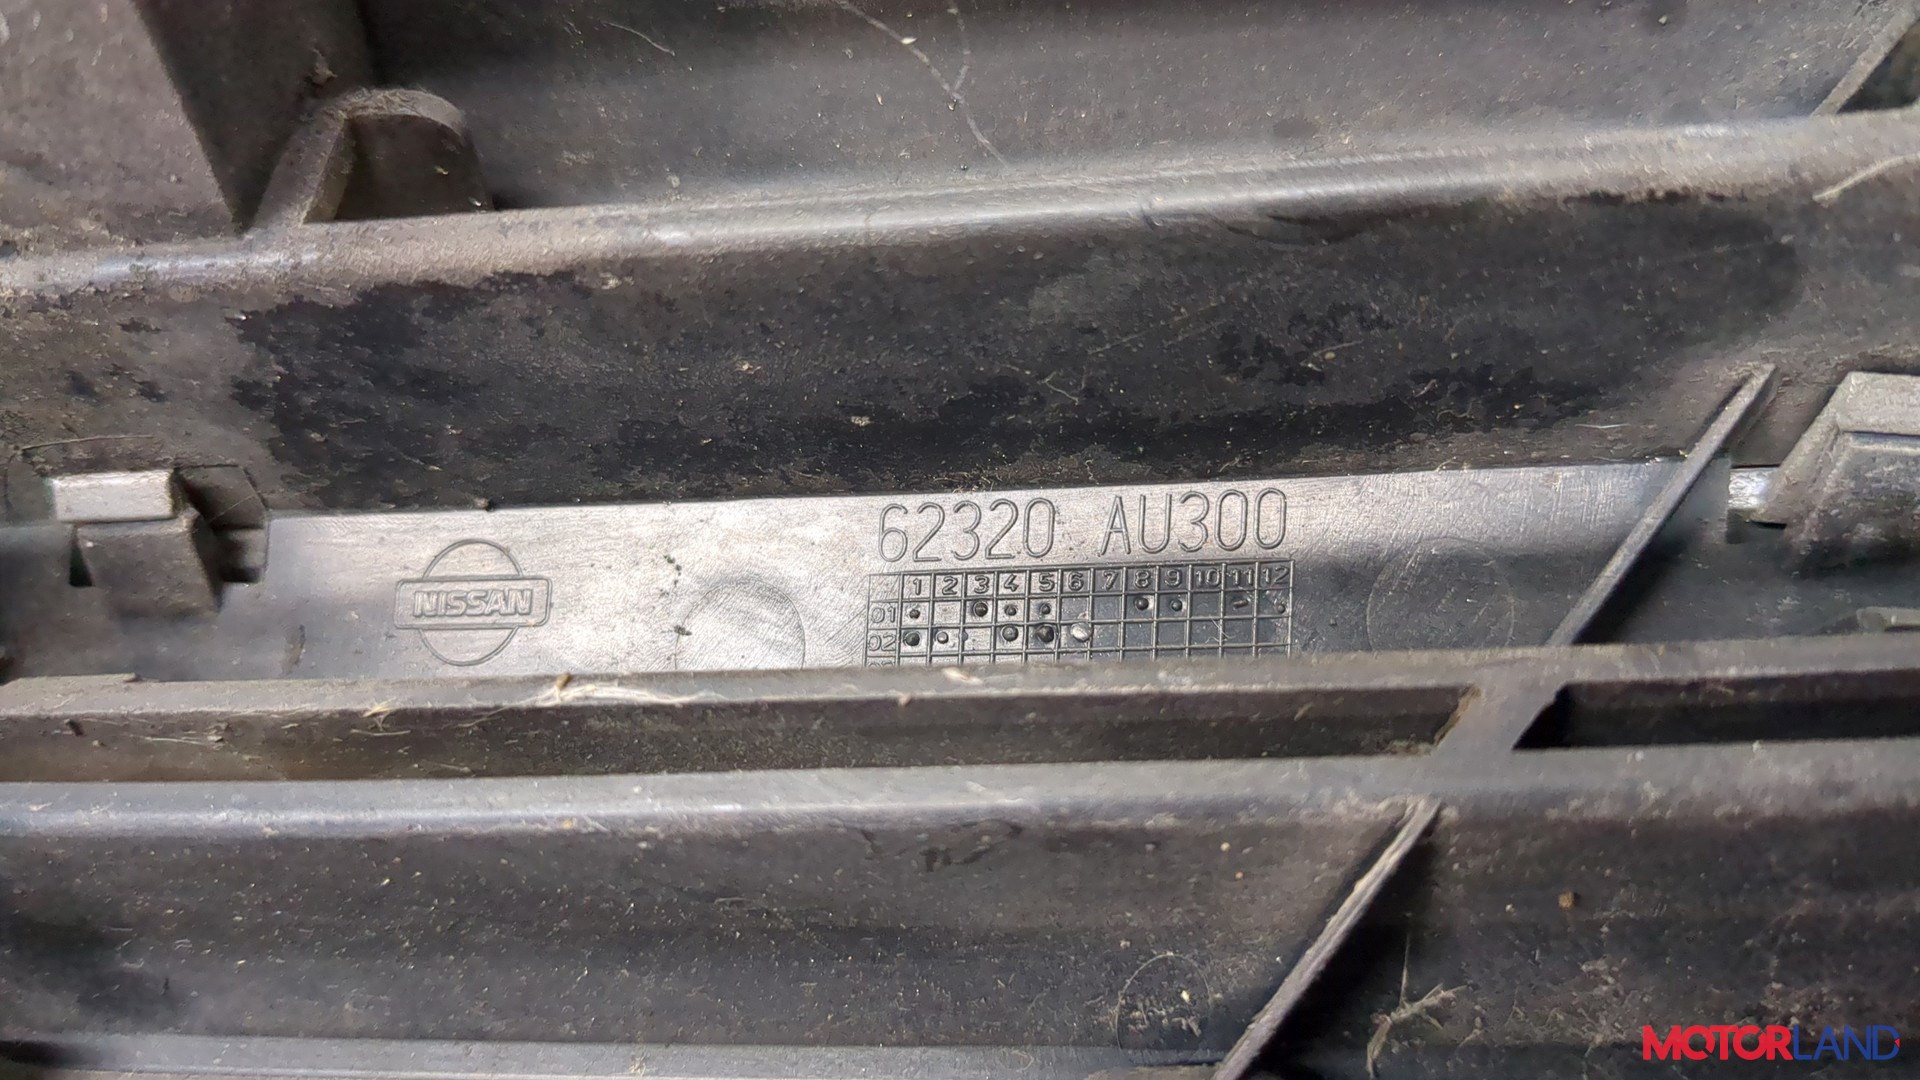 62320 AU300
NISSAN
1 2 3 4 5 6 7 8 9 10 11 12
01
02
MOTORLAND